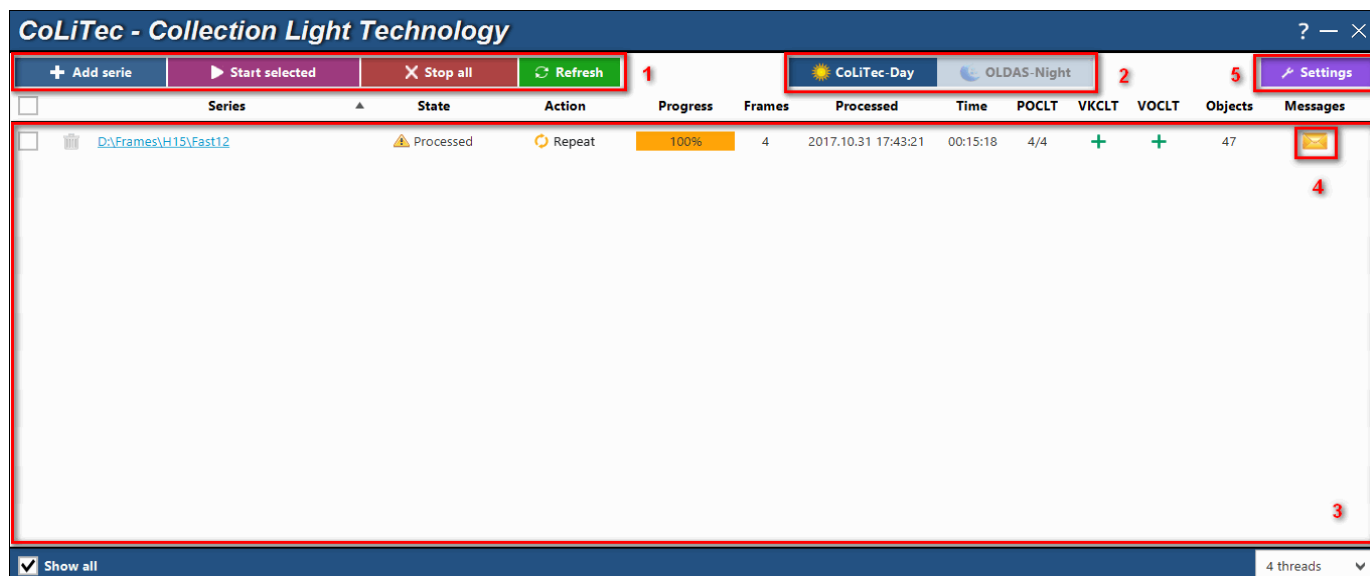 CoLiTec - Collection Light Technology ?
Add serie Start selected Stop all Refresh 1 CoLiTec-Day OLDAS-Night 2 5 Settings
Series State Action Progress Frames Processed Time POCLT VKCLT VOCLT Objects Messages
D:\Frames\H15\Fast12 Processed Repeat 100% 4 2017.10.31 17:43:21 00:15:18 4/4 + + 47
4
3
Show all 4 threads